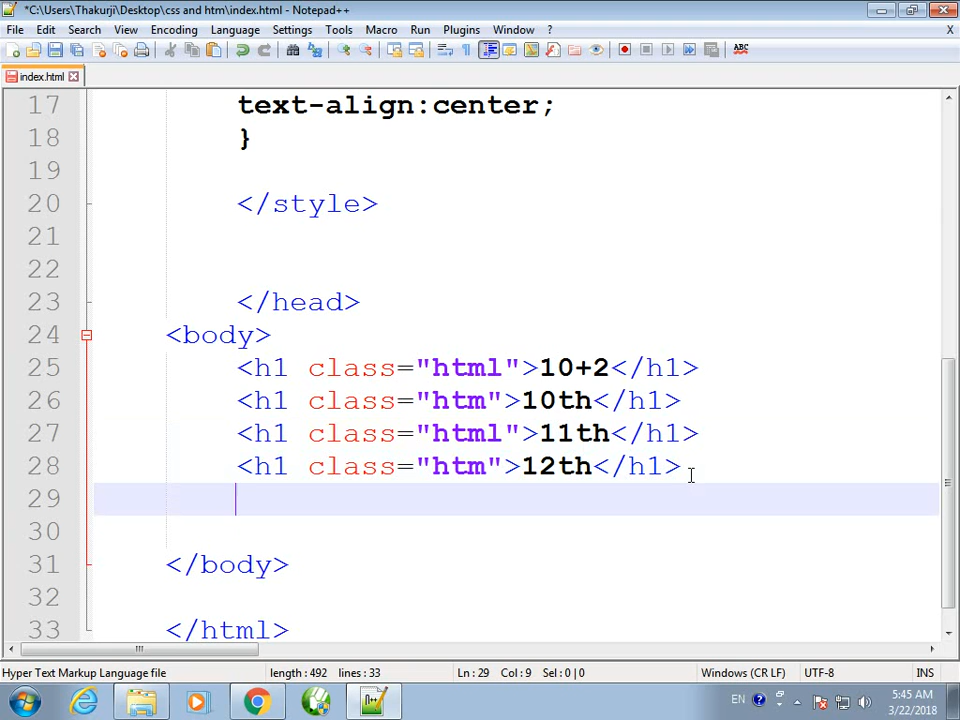 *C:\Users\Thakurji\Desktop\css and htm\index.html - Notepad++
File Edit Search View Encoding Language Settings Tools Macro Run Plugins Window ? X
ABC
index.html
17 text-align:center;
18 }
19
20 </style>
21
22
23 </head>
24 <body>
25 <h1 class="html">10+2</h1>
26 <h1 class="htm">10th</h1>
27 <h1 class="html">11th</h1>
28 <h1 class="htm">12th</h1>
29
30
31 </body>
32
33 </html>
Hyper Text Markup Language file length : 492 lines : 33 Ln : 29 Col : 9 Sel : 0 | 0 Windows (CR LF) UTF-8 INS
EN 5:45 AM
3/22/2018